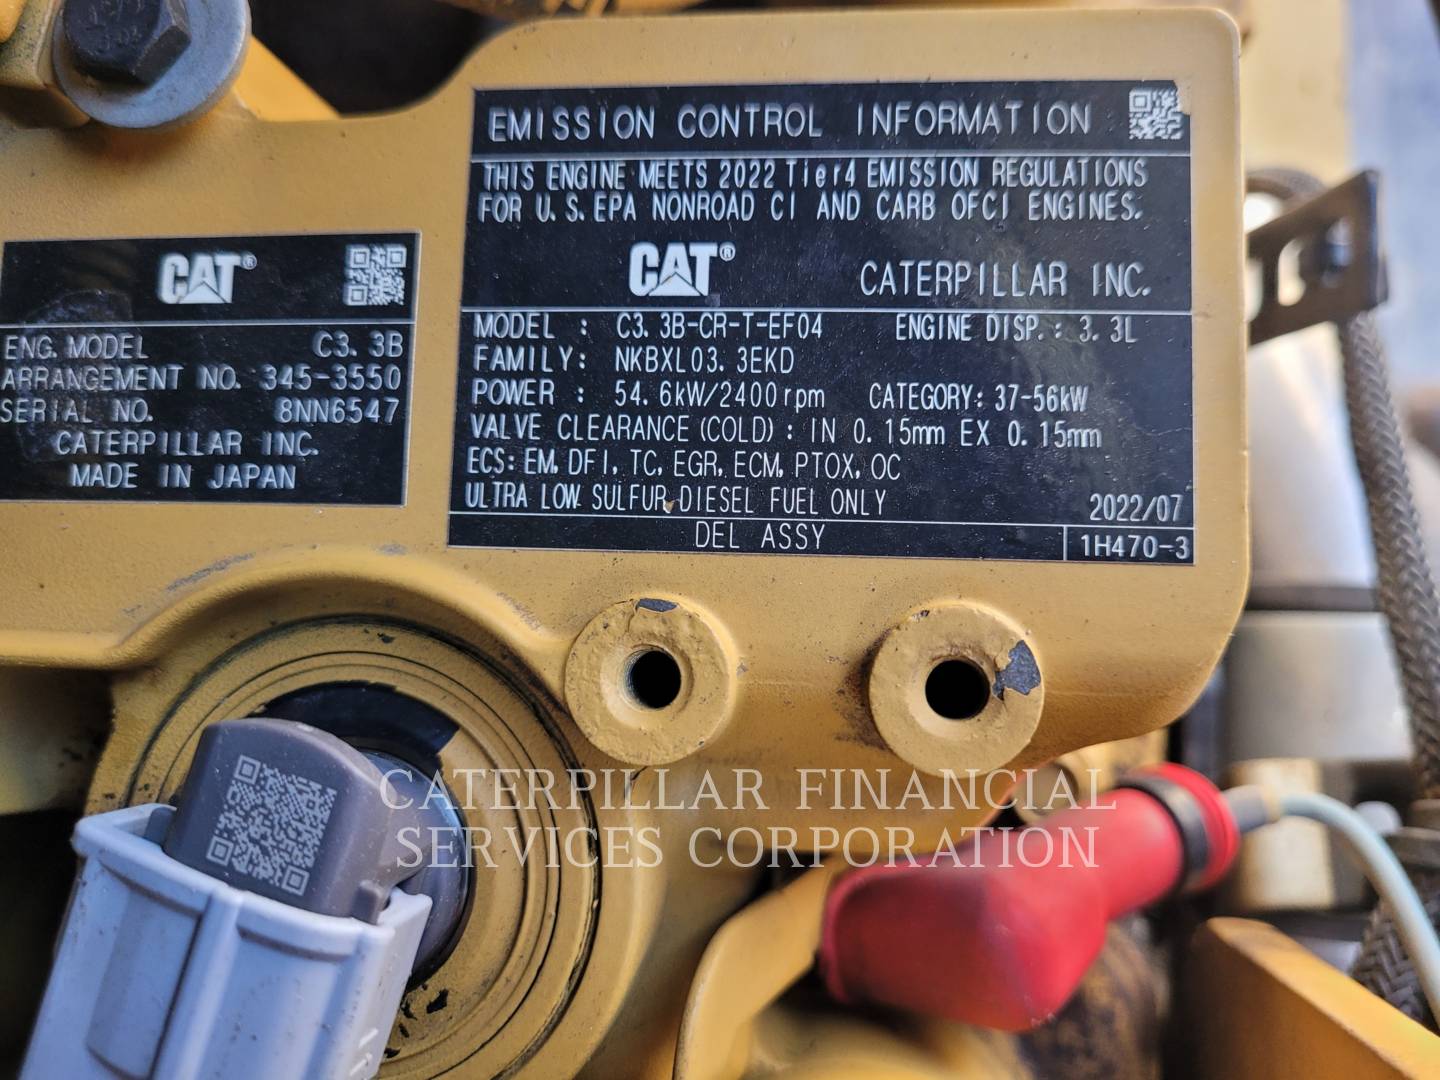 CAT®
ENG. MODEL C3.3B
ARRANGEMENT NO. 345-3550
SERIAL NO. 8NN6547
CATERPILLAR INC.
MADE IN JAPAN
EMISSION CONTROL INFORMATION
THIS ENGINE MEETS 2022 Tier4 EMISSION REGULATIONS
FOR U.S.EPA NONROAD CI AND CARB OFCI ENGINES.
CAT® CATERPILLAR INC.
MODEL : C3.3B-CR-T-EF04 ENGINE DISP.: 3.3L
FAMILY: NKBXL03.3EKD
POWER : 54.6kW/2400rpm CATEGORY: 37-56kW
VALVE CLEARANCE (COLD): IN 0.15mm EX 0.15mm
ECS: EM, DFI, TC, EGR, ECM, PTOX, OC
ULTRA LOW SULFUR DIESEL FUEL ONLY 2022/07
DEL ASSY 1H470-3
CATERPILLAR FINANCIAL
SERVICES CORPORATION